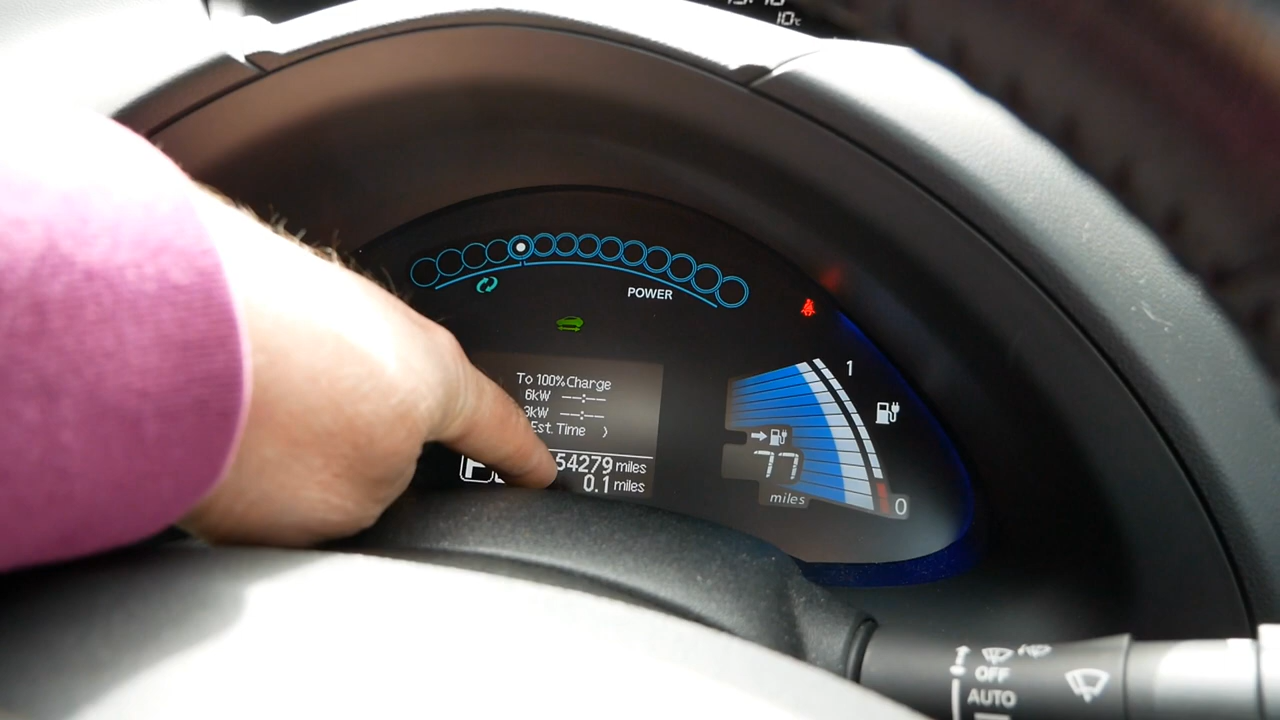 10°C
POWER
To 100% Charge
6kW --:--
3kW --:--
Est. Time >
54279 miles
0.1 miles
1
77
miles
0
OFF
AUTO